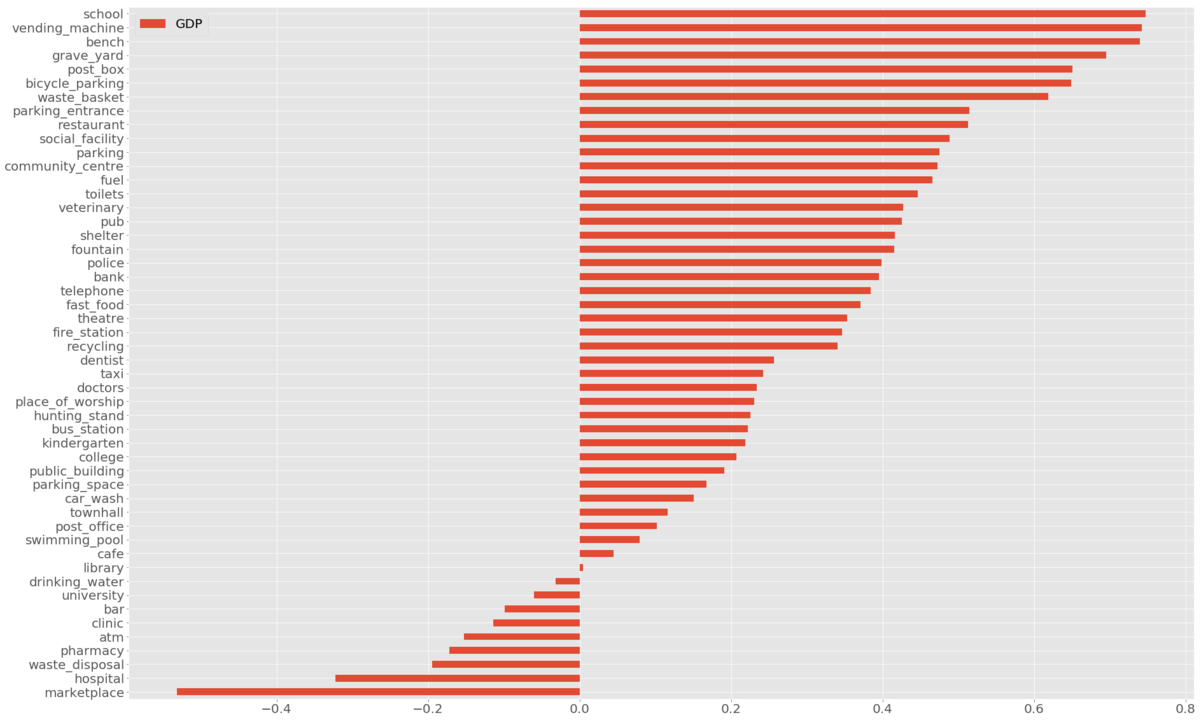 school
GDP
vending_machine
bench
grave_yard
post_box
bicycle_parking
waste_basket
parking_entrance
restaurant
social_facility
parking
community_centre
fuel
toilets
veterinary
pub
shelter
fountain
police
bank
telephone
fast_food
theatre
fire_station
recycling
dentist
taxi
doctors
place_of_worship
hunting_stand
bus_station
kindergarten
college
public_building
parking_space
car_wash
townhall
post_office
swimming_pool
cafe
library
drinking_water
university
bar
clinic
atm
pharmacy
waste_disposal
hospital
marketplace
−0.4 −0.2 0.0 0.2 0.4 0.6 0.8